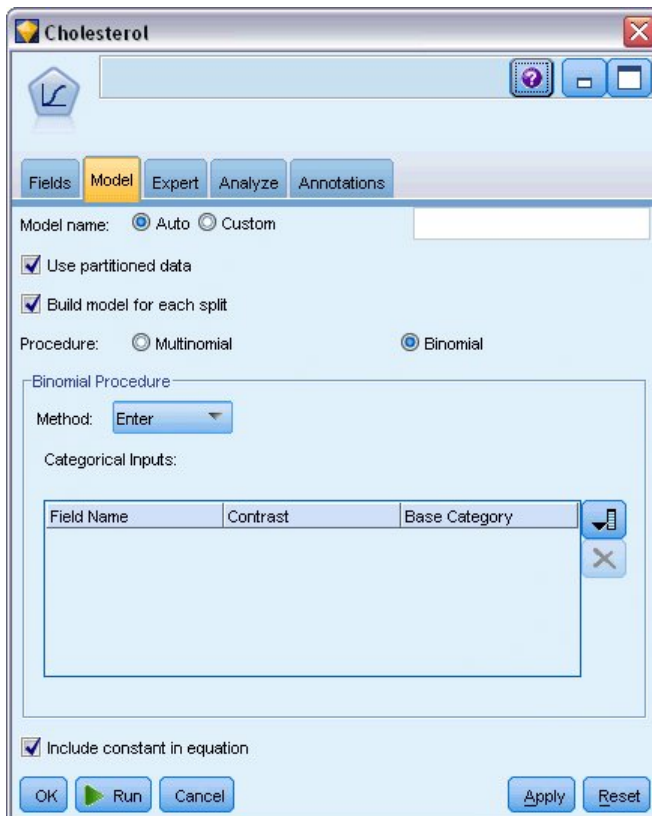 Cholesterol
?
Fields Model Expert Analyze Annotations
Model name: Auto Custom
Use partitioned data
Build model for each split
Procedure: Multinomial Binomial
Binomial Procedure
Method: Enter
Categorical Inputs:
Field Name Contrast Base Category
Include constant in equation
OK Run Cancel Apply Reset